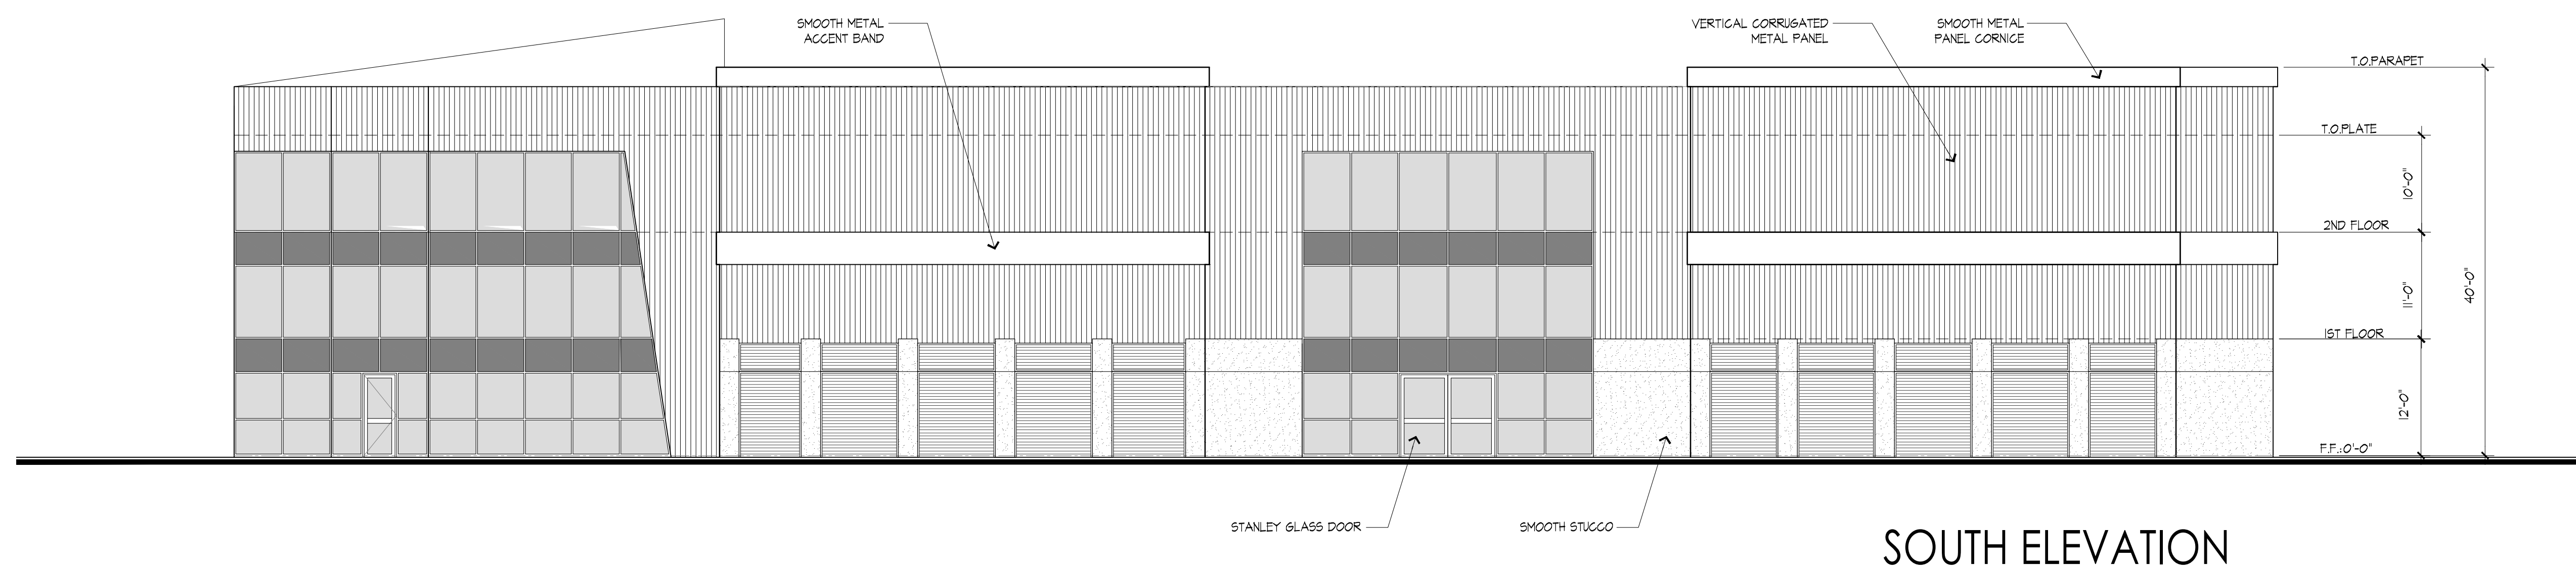 SMOOTH METAL
ACCENT BAND
VERTICAL CORRUGATED
METAL PANEL
SMOOTH METAL
PANEL CORNICE
T.O.PARAPET
T.O.PLATE
10'-0"
2ND FLOOR
11'-0"
40'-0"
1ST FLOOR
12'-0"
F.F.:0'-0"
STANLEY GLASS DOOR
SMOOTH STUCCO
SOUTH ELEVATION